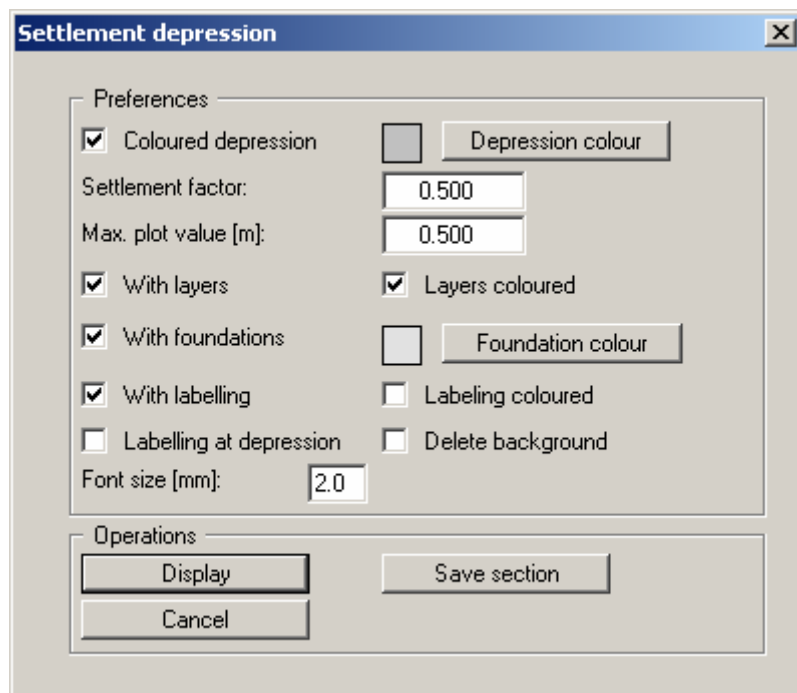 Settlement depression
Preferences
Coloured depression Depression colour
Settlement factor: 0.500
Max. plot value [m]: 0.500
With layers Layers coloured
With foundations Foundation colour
With labelling Labeling coloured
Labelling at depression Delete background
Font size [mm]: 2.0
Operations
Display Save section
Cancel